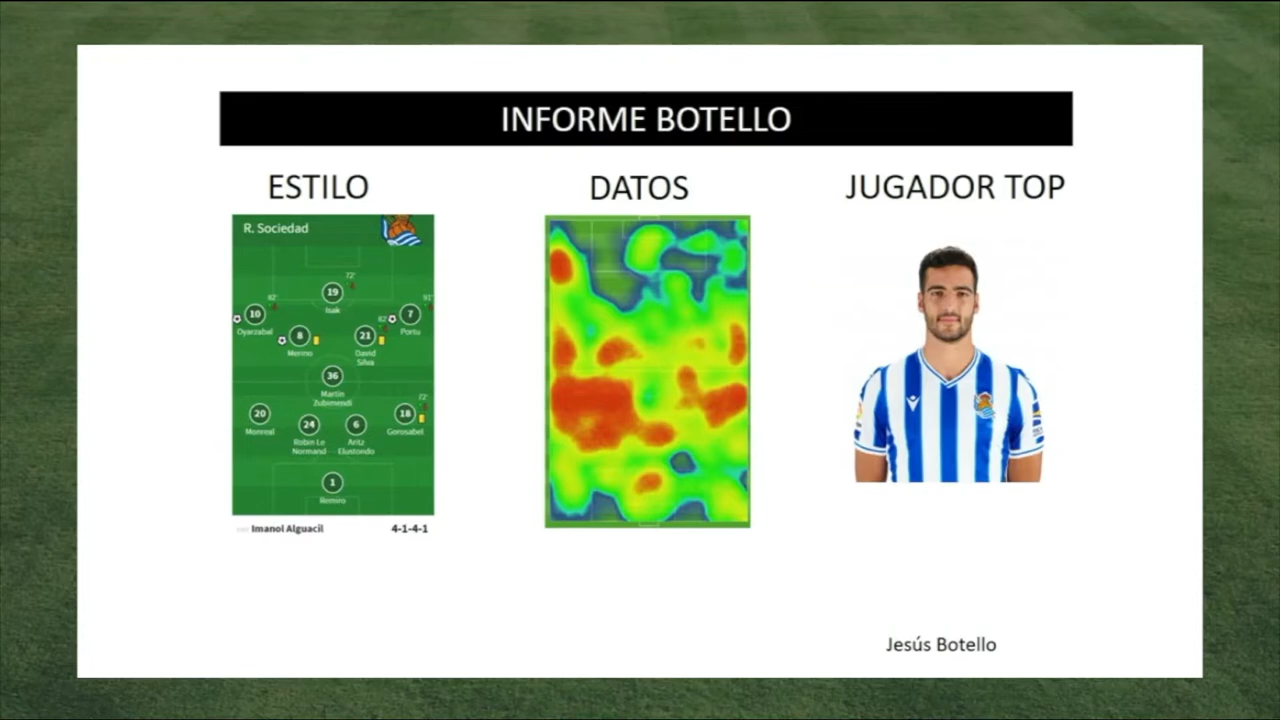 INFORME BOTELLO
ESTILO
DATOS
JUGADOR TOP
R. Sociedad
72'
19
Isak
82'
10
Oyarzabal
91'
7
Portu
8
Merino
82'
21
David
Silva
36
Martín
Zubimendi
20
Monreal
24
Robin Le
Normand
6
Aritz
Elustondo
72'
18
Gorosabel
1
Remiro
Imanol Alguacil
4-1-4-1
Jesús Botello